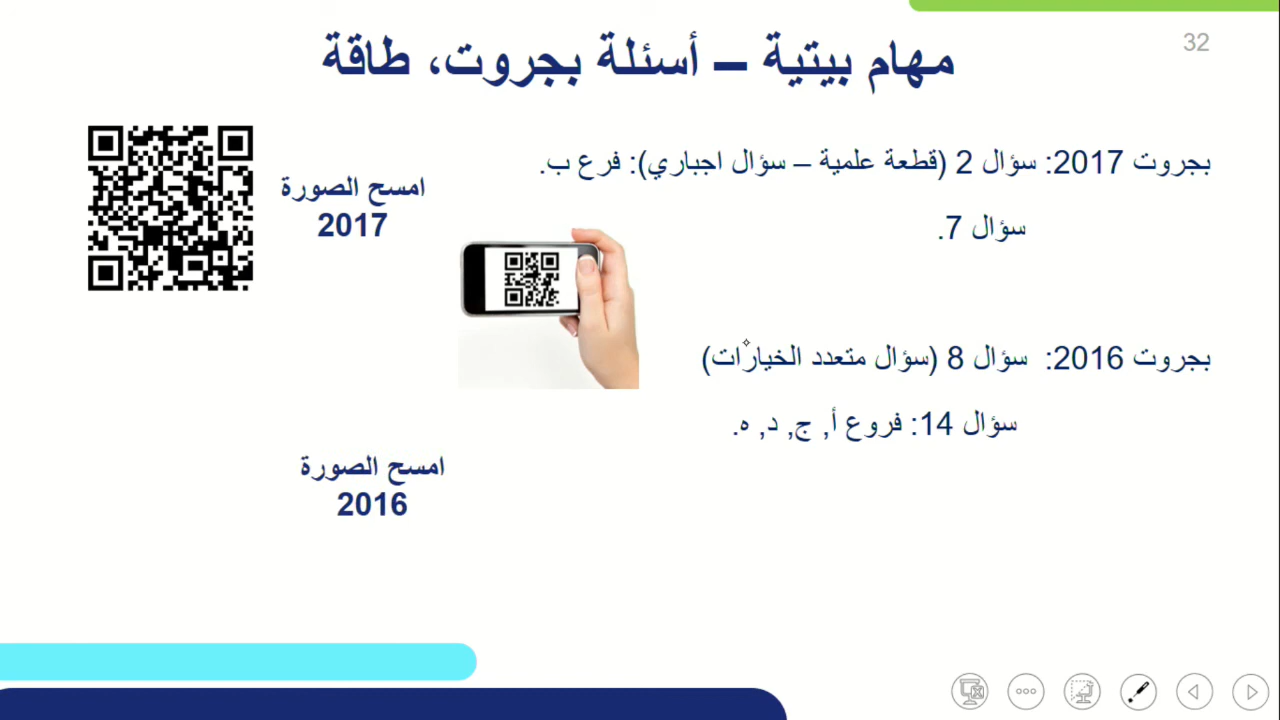 32
مهام بيتية – أسئلة بجروت، طاقة
بجروت 2017: سؤال 2 (قطعة علمية – سؤال اجباري): فرع ب.
سؤال 7.
امسح الصورة
2017
بجروت 2016: سؤال 8 (سؤال متعدد الخيارات)
سؤال 14: فروع أ, ج, د, ه.
امسح الصورة
2016